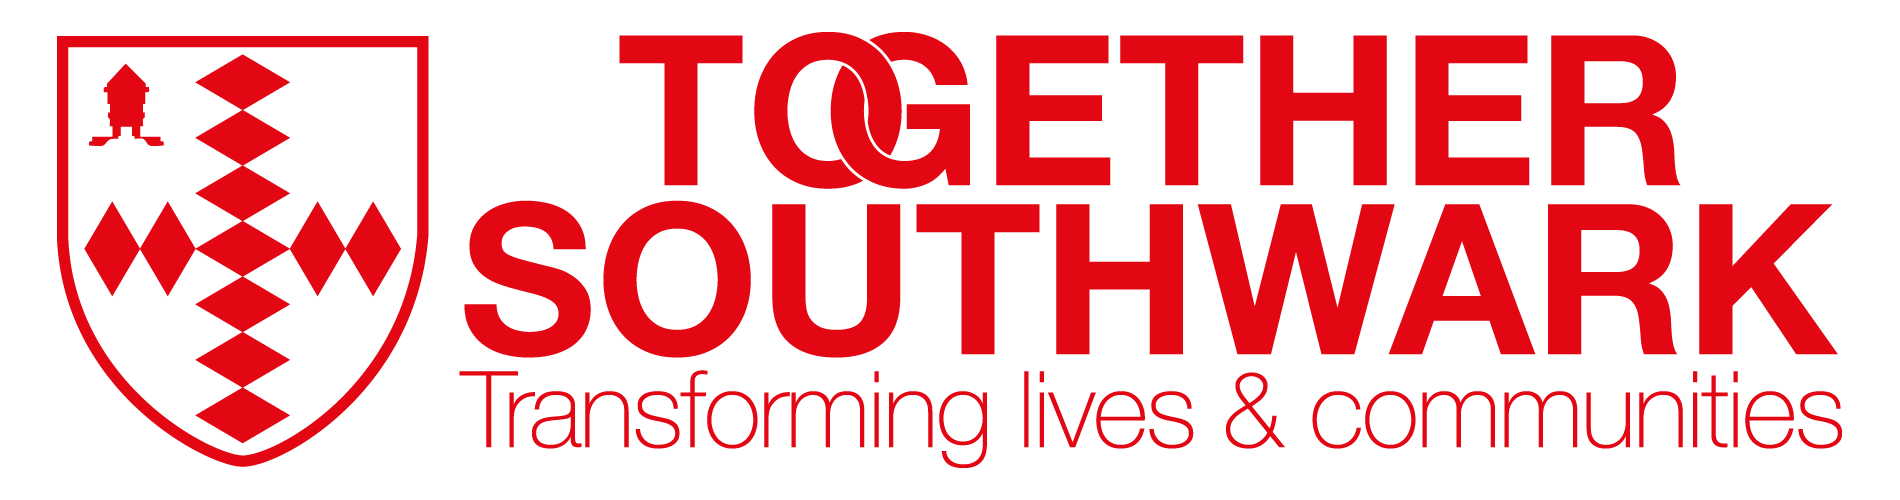 TOGETHER
SOUTHWARK
Transforming lives & communities